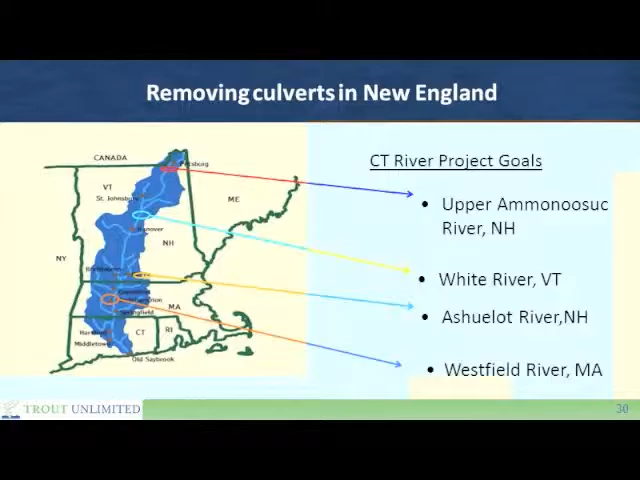 Removing culverts in New England
CT River Project Goals
• Upper Ammonoosuc
River, NH
• White River, VT
• Ashuelot River,NH
• Westfield River, MA
CANADA
VT
St. Johnsbury
ME
Hanover
NH
NY
Brattleboro
MA
Springfield
CT
RI
Hartford
Middletown
Old Saybrook
TROUT UNLIMITED
30